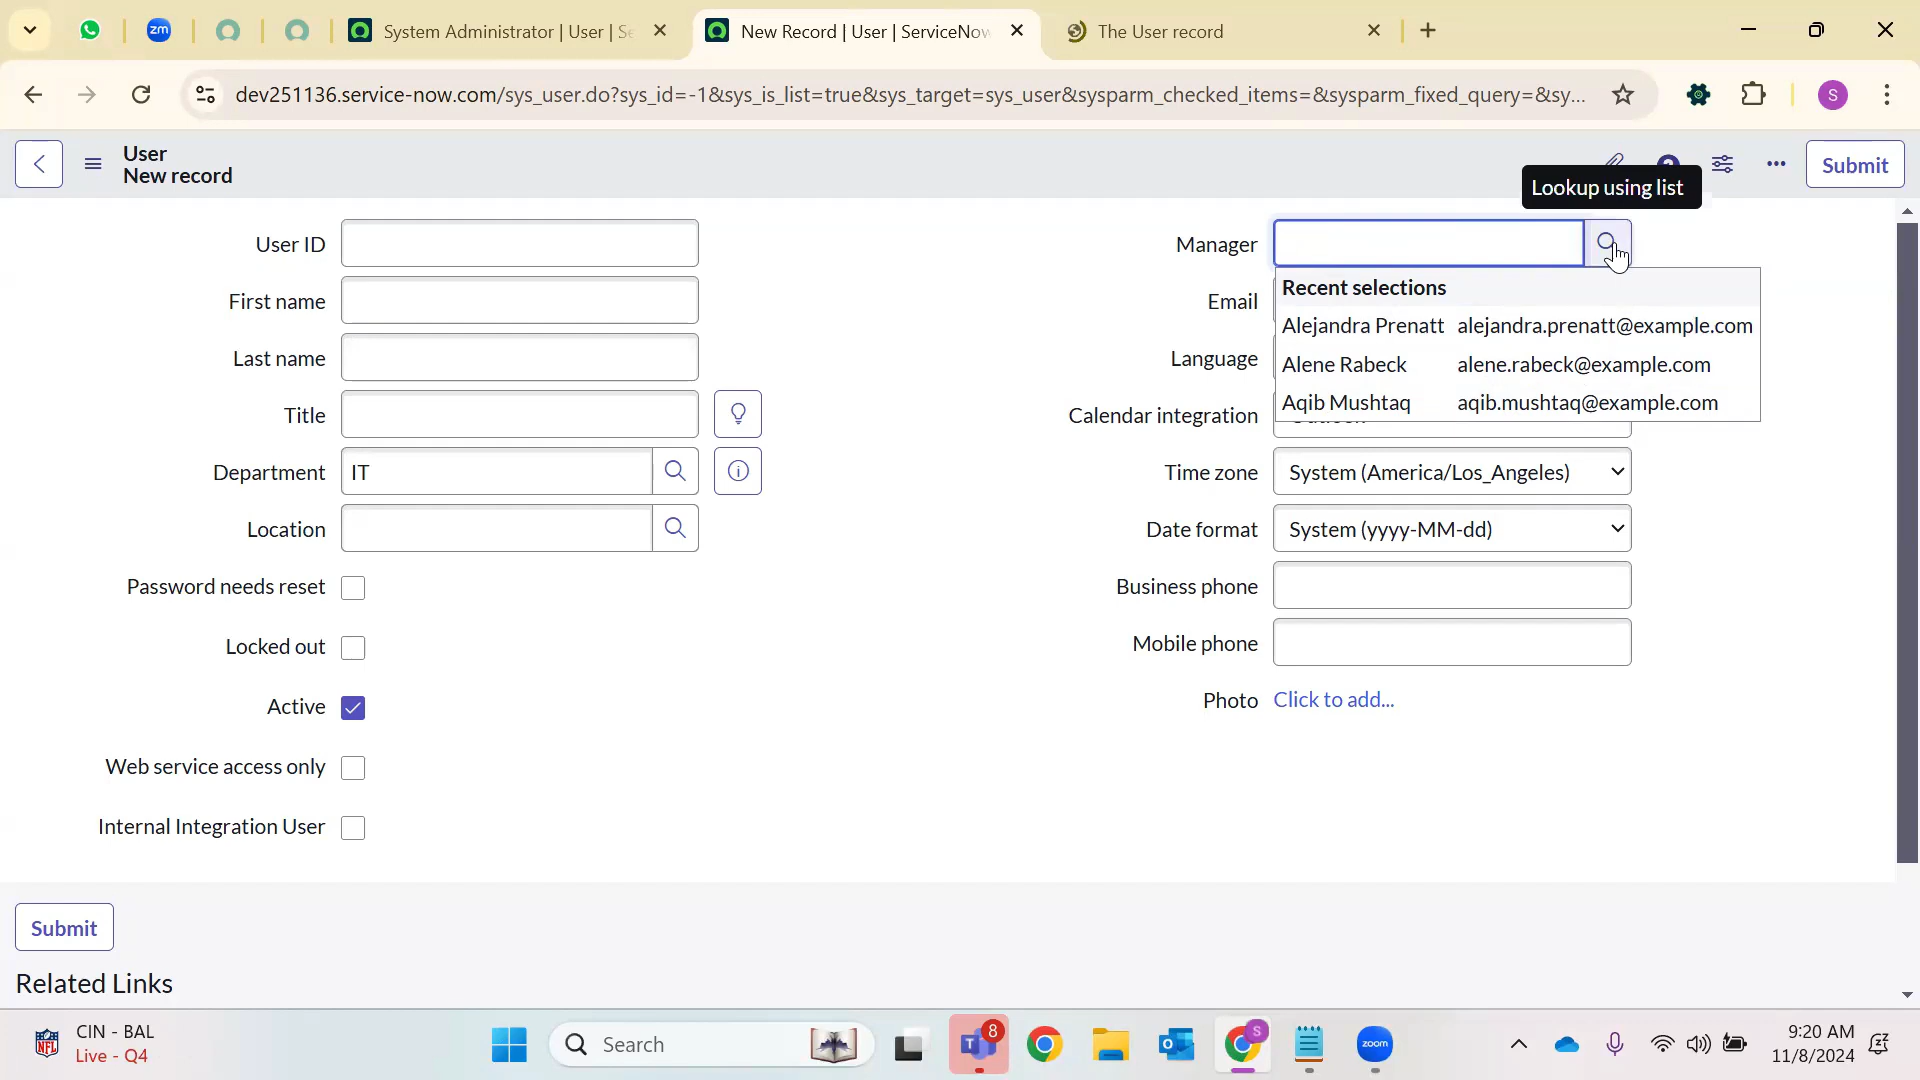 zm
System Administrator | User | Se
New Record | User | ServiceNow
The User record
dev251136.service-now.com/sys_user.do?sys_id=-1&sys_is_list=true&sys_target=sys_user&sysparm_checked_items=&sysparm_fixed_query=&sy...
S
User
New record
Submit
Lookup using list
User ID
First name
Last name
Title
Department
IT
Location
Password needs reset
Locked out
Active
Web service access only
Internal Integration User
Manager
Recent selections
Alejandra Prenatt alejandra.prenatt@example.com
Alene Rabeck alene.rabeck@example.com
Aqib Mushtaq aqib.mushtaq@example.com
Email
Language
Calendar integration
Outlook
Time zone
System (America/Los_Angeles)
Date format
System (yyyy-MM-dd)
Business phone
Mobile phone
Photo
Click to add...
Submit
Related Links
CIN - BAL
Live - Q4
Search
8
S
zoom
9:20 AM
11/8/2024